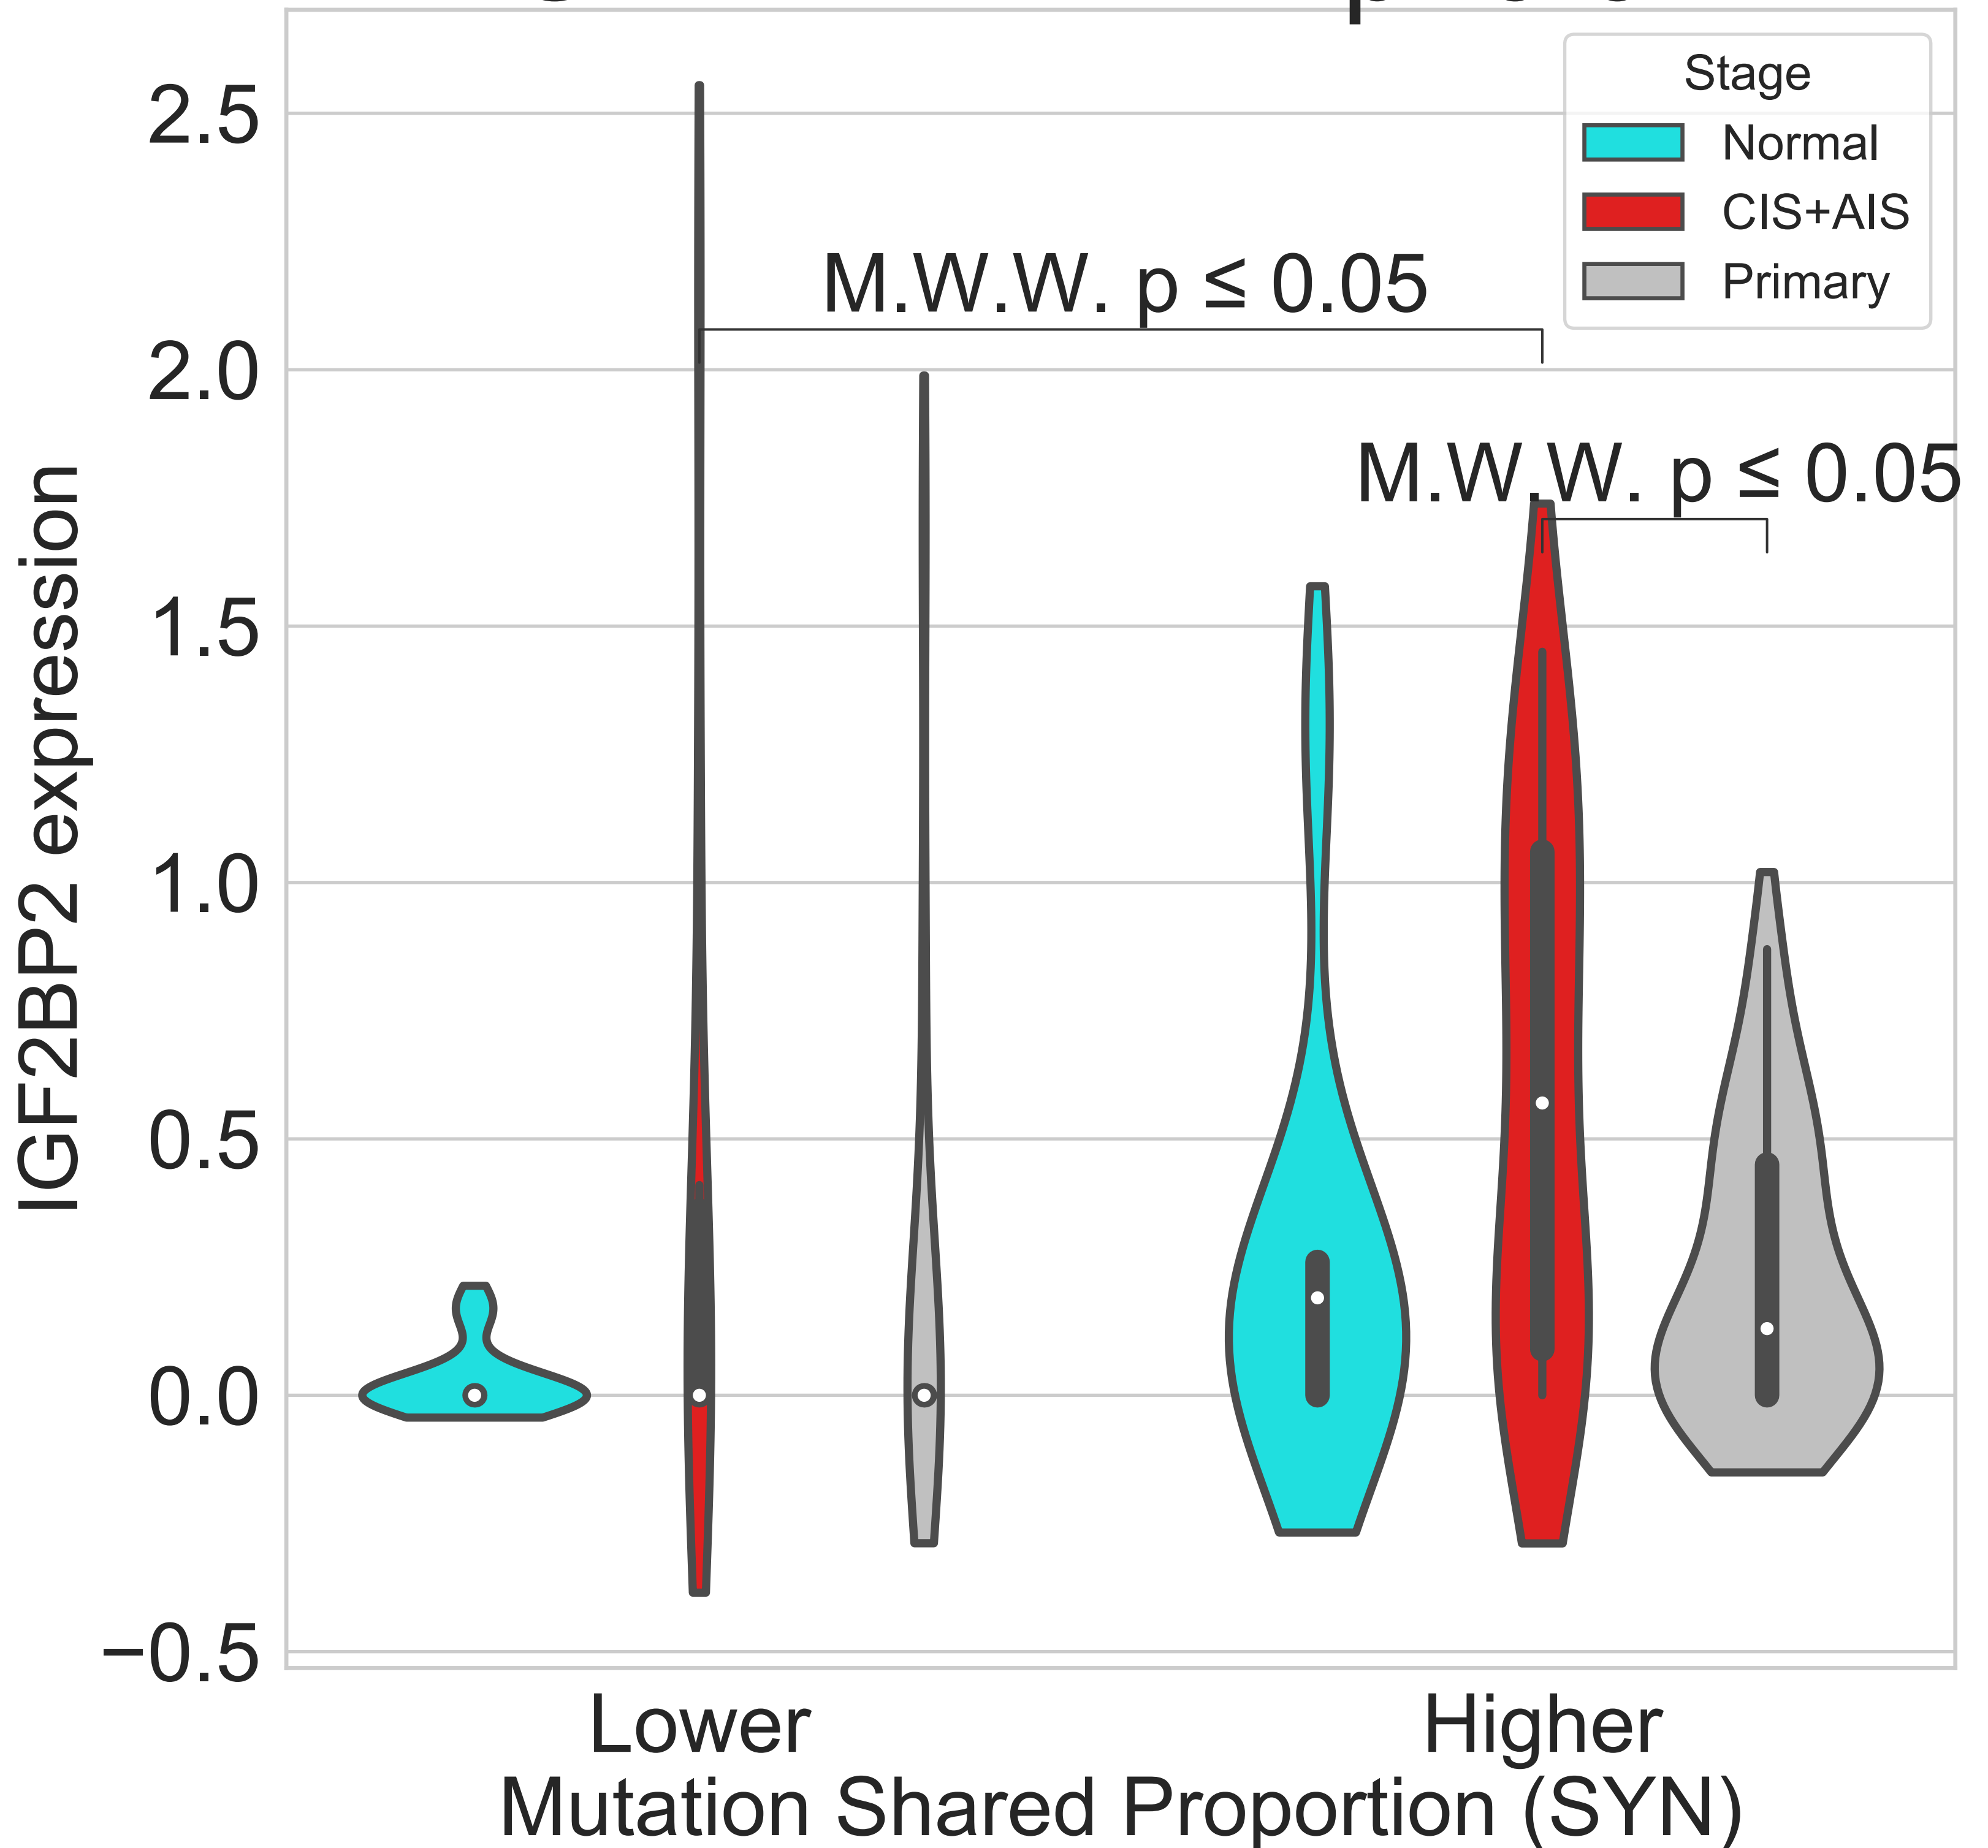 Stage
Normal
CIS+AIS
Primary
M.W.W. p ≤ 0.05
M.W.W. p ≤ 0.05
IGF2BP2 expression
2.5
2.0
1.5
1.0
0.5
0.0
−0.5
Lower
Higher
Mutation Shared Proportion (SYN)